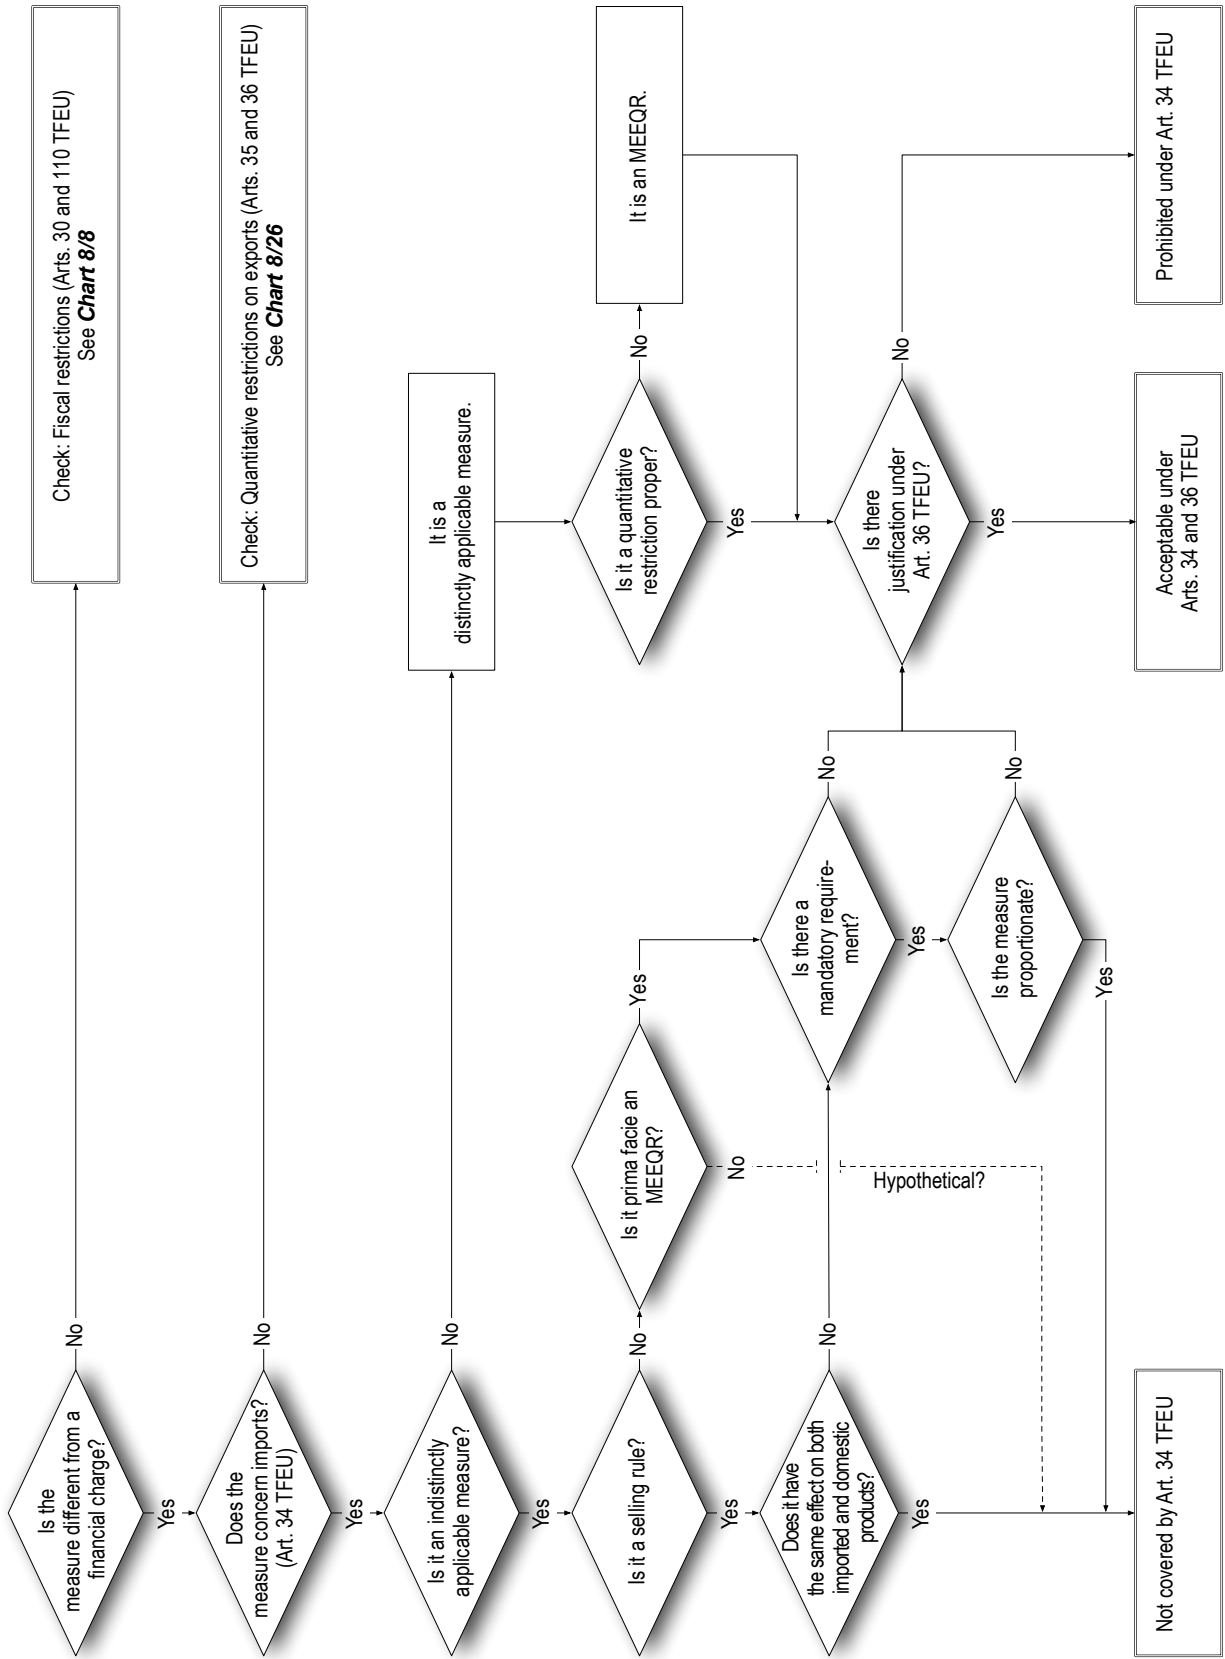 Is the
measure different from a
financial charge?
No
Check: Fiscal restrictions (Arts. 30 and 110 TFEU)
See Chart 8/8
Yes
Does the
measure concern imports?
(Art. 34 TFEU)
No
Check: Quantitative restrictions on exports (Arts. 35 and 36 TFEU)
See Chart 8/26
Yes
Is it an indistinctly
applicable measure?
No
It is a
distinctly applicable measure.
Yes
Is it a selling rule?
No
Is it prima facie an
MEEQR?
Yes
Is it a quantitative
restriction proper?
No
It is an MEEQR.
Yes
No
Yes
Does it have
the same effect on both
imported and domestic
products?
No
Hypothetical?
Is there a
mandatory require-
ment?
No
Is there
justification under
Art. 36 TFEU?
No
Yes
Yes
Yes
Is the measure
proportionate?
No
Yes
Not covered by Art. 34 TFEU
Acceptable under
Arts. 34 and 36 TFEU
Prohibited under Art. 34 TFEU